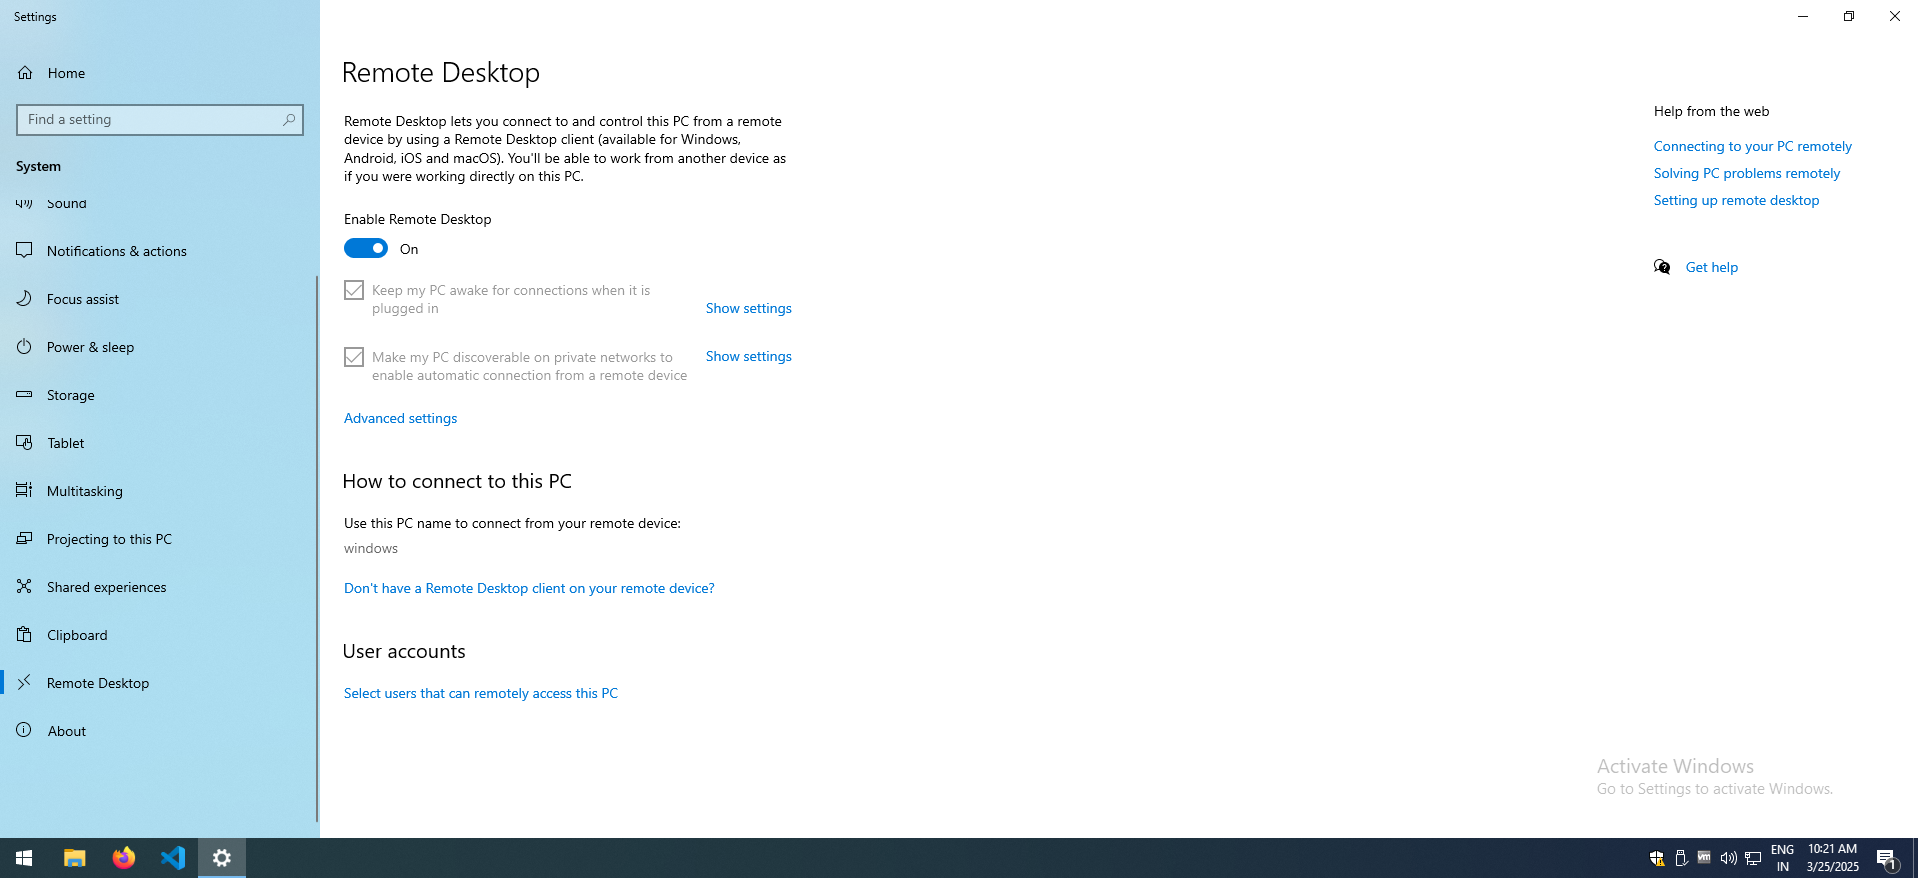 Settings
Home
Find a setting
System
Sound
Notifications & actions
Focus assist
Power & sleep
Storage
Tablet
Multitasking
Projecting to this PC
Shared experiences
Clipboard
Remote Desktop
About
Remote Desktop
Remote Desktop lets you connect to and control this PC from a remote
device by using a Remote Desktop client (available for Windows,
Android, iOS and macOS). You'll be able to work from another device as
if you were working directly on this PC.
Enable Remote Desktop
On
Keep my PC awake for connections when it is
plugged in
Show settings
Make my PC discoverable on private networks to
enable automatic connection from a remote device
Show settings
Advanced settings
How to connect to this PC
Use this PC name to connect from your remote device:
windows
Don't have a Remote Desktop client on your remote device?
User accounts
Select users that can remotely access this PC
Help from the web
Connecting to your PC remotely
Solving PC problems remotely
Setting up remote desktop
Get help
Activate Windows
Go to Settings to activate Windows.
vm
ENG
IN
10:21 AM
3/25/2025
1